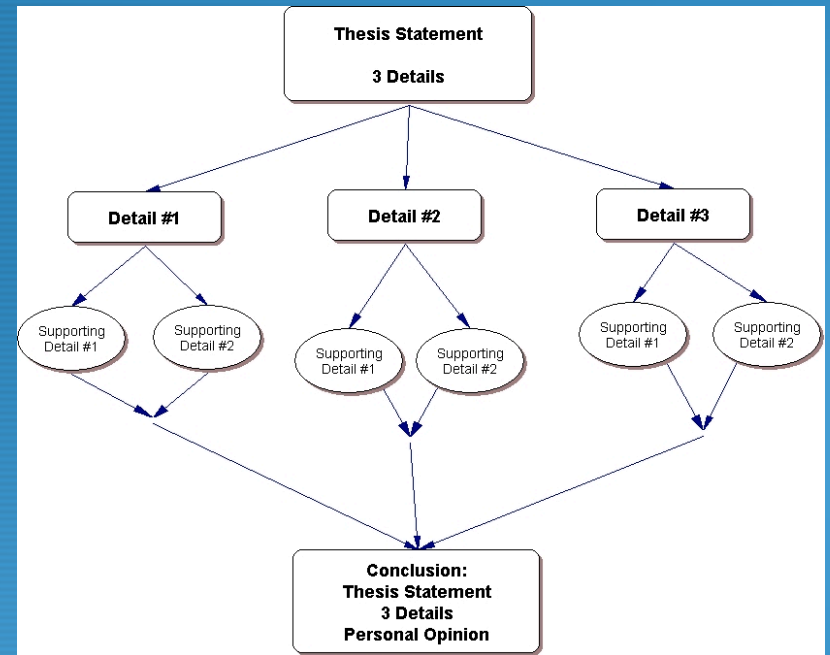 Thesis Statement
3 Details
Detail #1
Detail #2
Detail #3
Supporting
Detail #1
Supporting
Detail #2
Supporting
Detail #1
Supporting
Detail #2
Supporting
Detail #1
Supporting
Detail #2
Conclusion:
Thesis Statement
3 Details
Personal Opinion